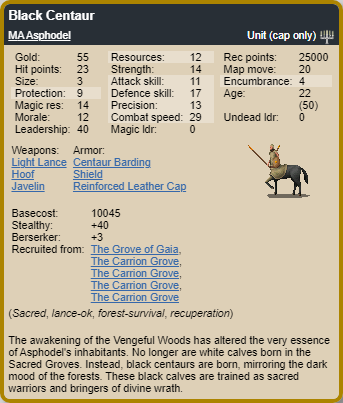 Black Centaur
MA Asphodel Unit (cap only)
Gold: 55 Resources: 12 Rec points: 25000
Hit points: 23 Strength: 14 Map move: 20
Size: 3 Attack skill: 11 Encumbrance: 4
Protection: 9 Defence skill: 17 Age: 22
Magic res: 14 Precision: 13 (50)
Morale: 12 Combat speed: 29 Undead ldr: 0
Leadership: 40 Magic ldr: 0
Weapons: Armor:
Light Lance Centaur Barding
Hoof Shield
Javelin Reinforced Leather Cap
Basecost: 10045
Stealthy: +40
Berserker: +3
Recruited from: The Grove of Gaia,
The Carrion Grove,
The Carrion Grove,
The Carrion Grove,
The Carrion Grove
(Sacred, lance-ok, forest-survival, recuperation)
The awakening of the Vengeful Woods has altered the very essence
of Asphodel's inhabitants. No longer are white calves born in the
Sacred Groves. Instead, black centaurs are born, mirroring the dark
mood of the forests. These black calves are trained as sacred
warriors and bringers of divine wrath.